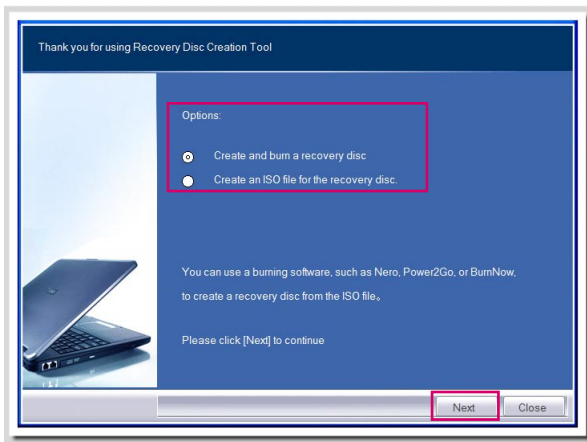 Thank you for using Recovery Disc Creation Tool
Options:
Create and burn a recovery disc
Create an ISO file for the recovery disc.
You can use a burning software, such as Nero, Power2Go, or BurnNow,
to create a recovery disc from the ISO file。
Please click [Next] to continue
Next
Close